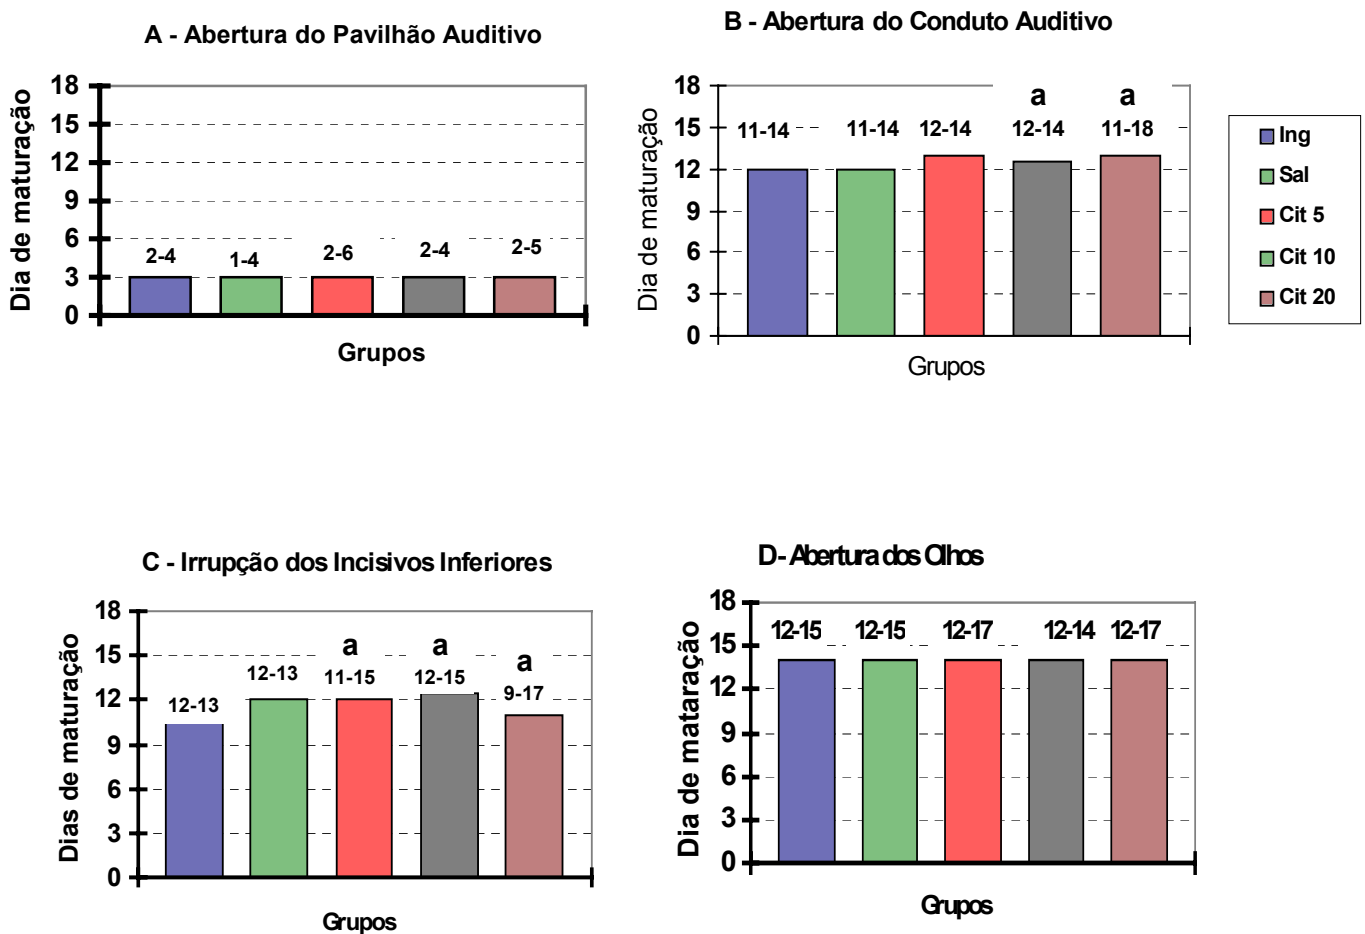 A - Abertura do Pavilhão Auditivo
Dia de maturação
18
15
12
9
6
3
0
2-4
1-4
2-6
2-4
2-5
Grupos
B - Abertura do Conduto Auditivo
Dia de maturação
18
15
12
9
6
3
0
a
a
11-14
11-14
12-14
12-14
11-18
Grupos
Ing
Sal
Cit 5
Cit 10
Cit 20
C - Irrupção dos Incisivos Inferiores
Dias de maturação
18
15
12
9
6
3
0
a
a
a
12-13
12-13
11-15
12-15
9-17
Grupos
D- Abertura dos Olhos
Dia de mataração
18
15
12
9
6
3
0
12-15
12-15
12-17
12-14
12-17
Grupos